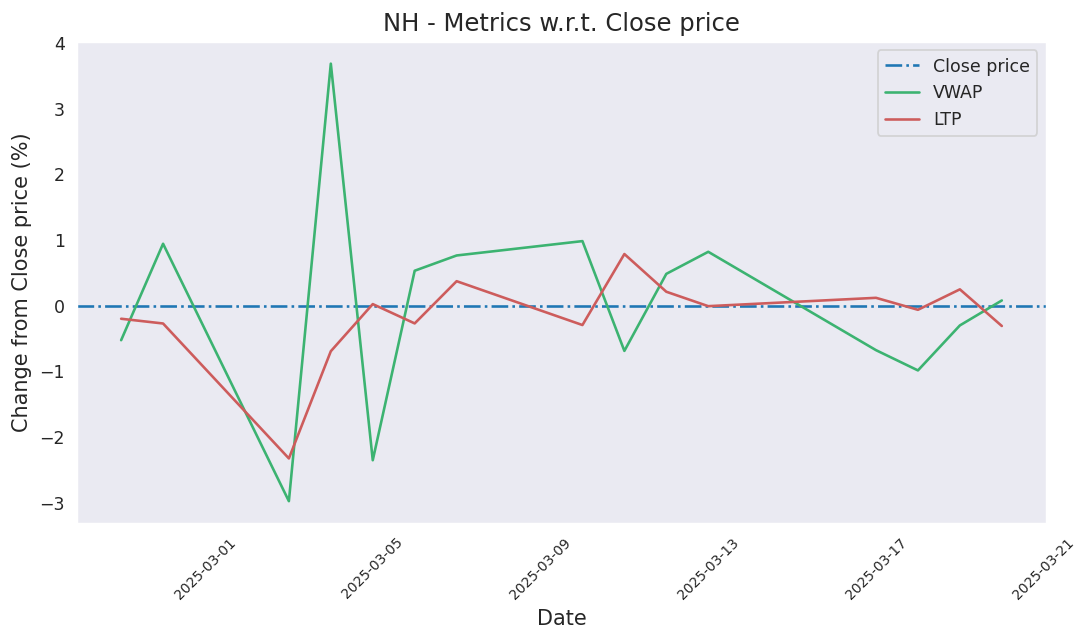 NH - Metrics w.r.t. Close price
Change from Close price (%)
4
3
2
1
0
−1
−2
−3
Close price
VWAP
LTP
2025-03-01
2025-03-05
2025-03-09
2025-03-13
2025-03-17
2025-03-21
Date